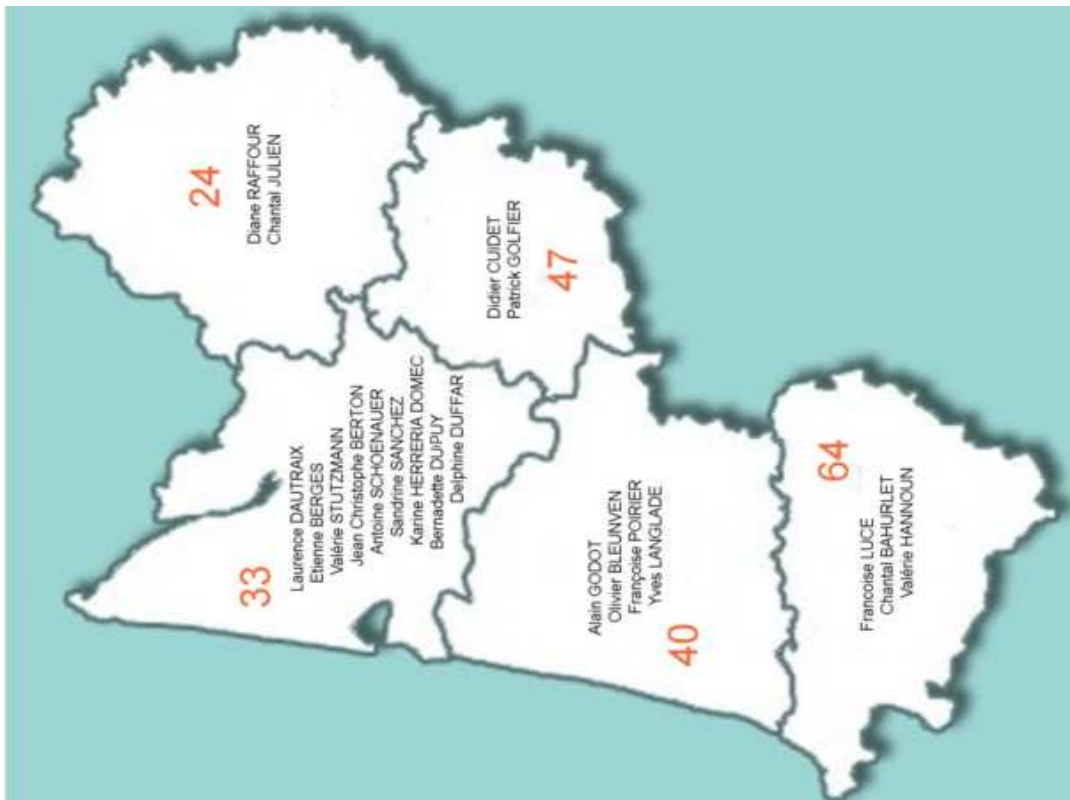 24
Diane RAFFOUR
Chantal JULIEN
33
Laurence DAUTRAIX
Etienne BERGES
Valérie STUTZMANN
Jean Christophe BERTON
Antoine SCHOENAUER
Sandrine SANCHEZ
Karine HERRERIA DOMEC
Bernadette DUPUY
Delphine DUFFAR
Didier CUIDET
Patrick GOLFIER
47
Alain GODOT
Olivier BLEUNVEN
Françoise POIRIER
Yves LANGLADE
40
64
Francoise LUCE
Chantal BAHURLET
Valérie HANNOUN